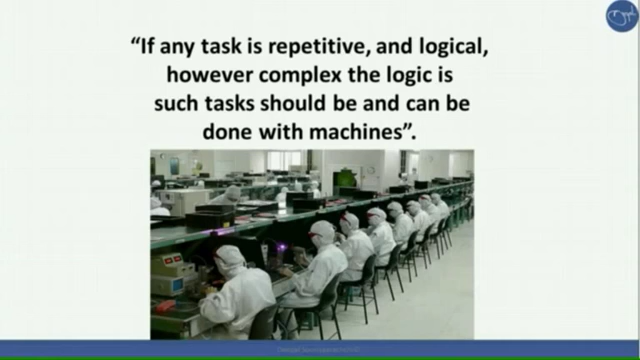 “If any task is repetitive, and logical,
however complex the logic is
such tasks should be and can be
done with machines”.